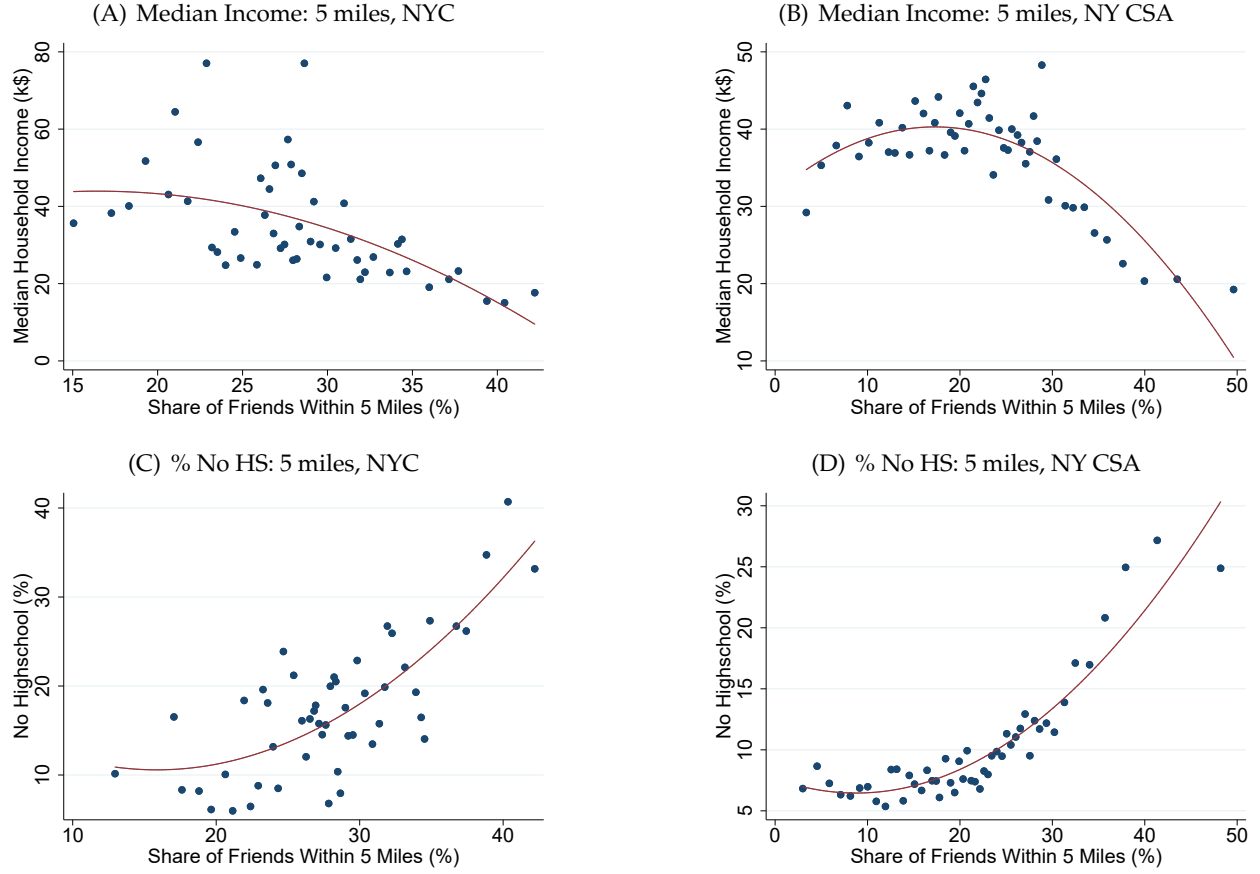 (A) Median Income: 5 miles, NYC
Median Household Income (k$)
80
60
40
20
0
15 20 25 30 35 40
Share of Friends Within 5 Miles (%)
(B) Median Income: 5 miles, NY CSA
Median Household Income (k$)
50
40
30
20
10
0 10 20 30 40 50
Share of Friends Within 5 Miles (%)
(C) % No HS: 5 miles, NYC
No Highschool (%)
40
30
20
10
10 20 30 40
Share of Friends Within 5 Miles (%)
(D) % No HS: 5 miles, NY CSA
No Highschool (%)
30
25
20
15
10
5
0 10 20 30 40 50
Share of Friends Within 5 Miles (%)